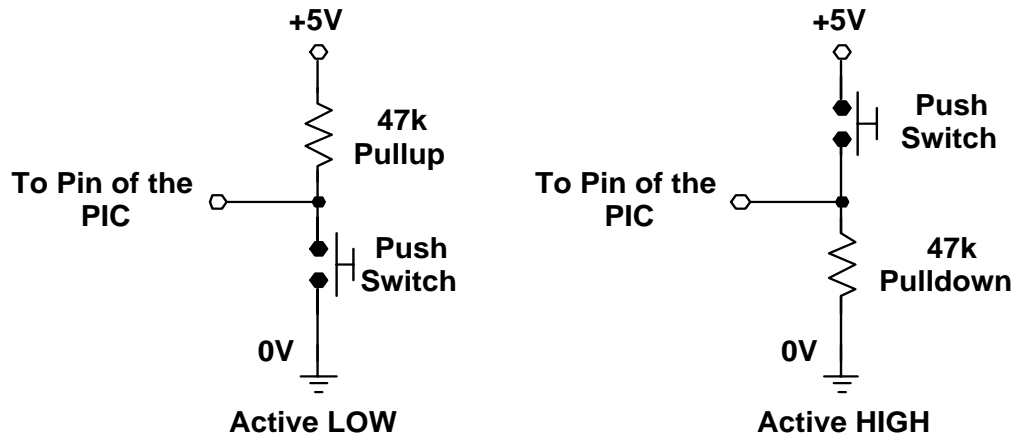 +5V
47k
Pullup
To Pin of the
PIC
Push
Switch
0V
Active LOW
+5V
Push
Switch
To Pin of the
PIC
47k
Pulldown
0V
Active HIGH